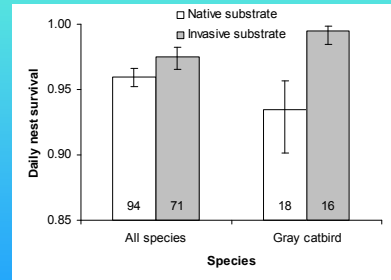 Native substrate
Invasive substrate
Daily nest survival
1.00
0.95
0.90
0.85
94
71
18
16
All species
Gray catbird
Species